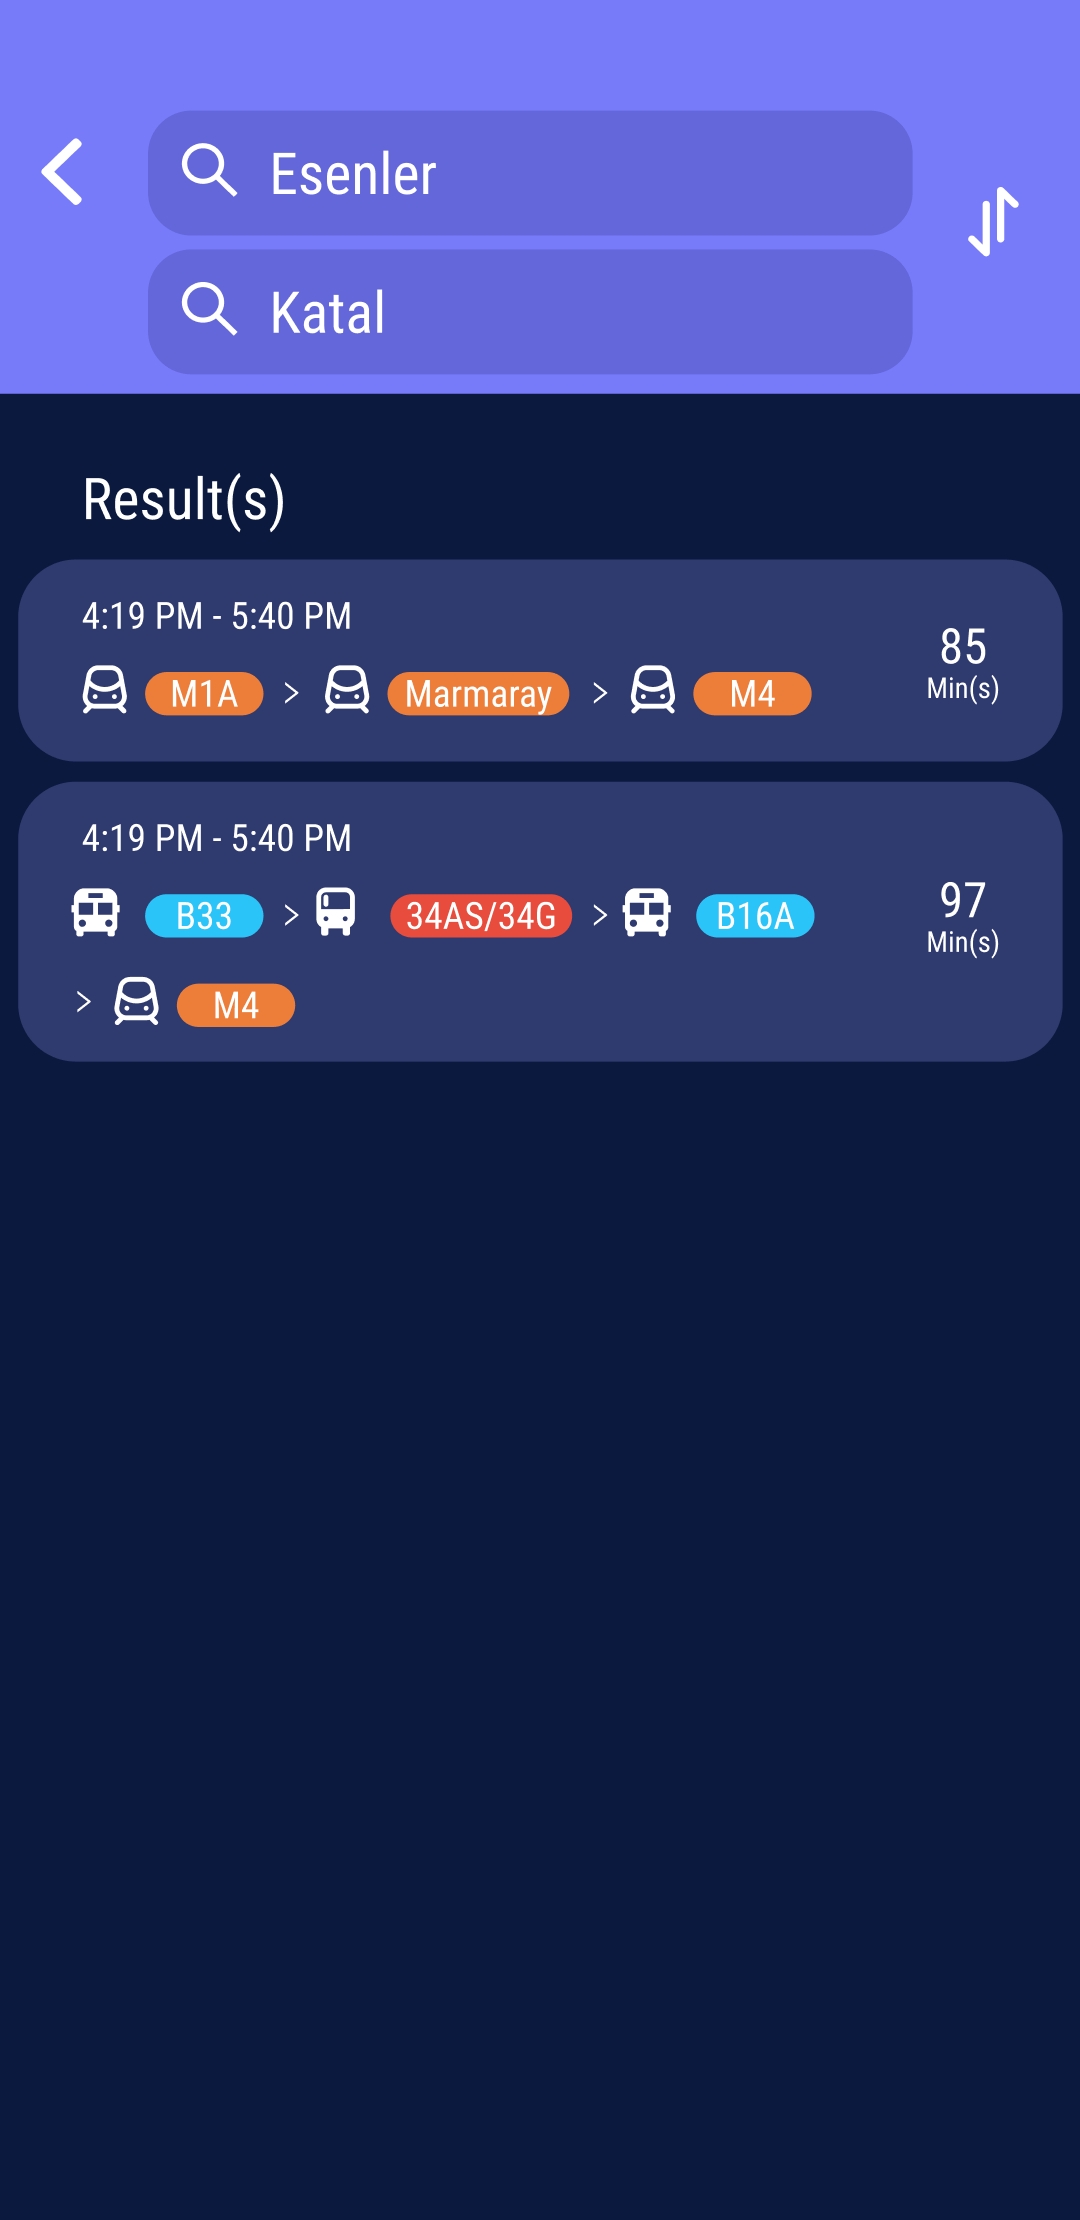 Esenler
Katal
Result(s)
4:19 PM - 5:40 PM
85
Min(s)
M1A > Marmaray > M4
4:19 PM - 5:40 PM
97
Min(s)
B33 > 34AS/34G > B16A
> M4